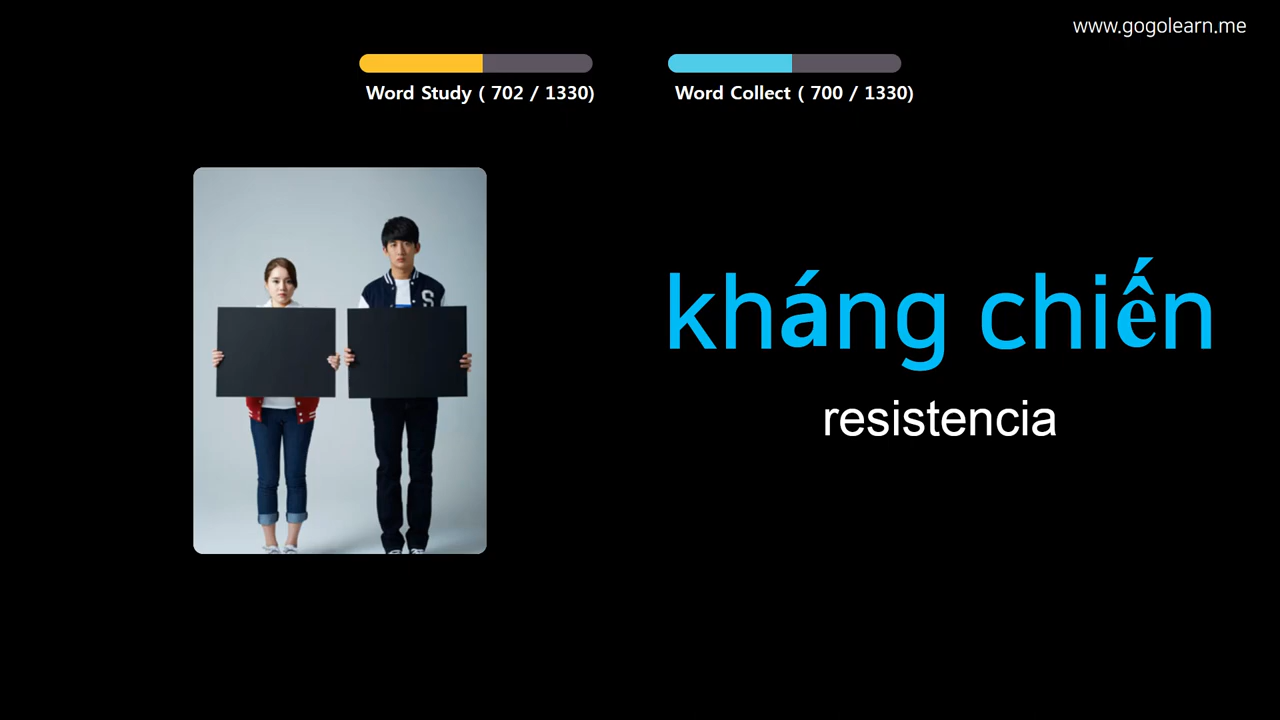 www.gogolearn.me
Word Study ( 702 / 1330)
Word Collect ( 700 / 1330)
S
kháng chiến
resistencia